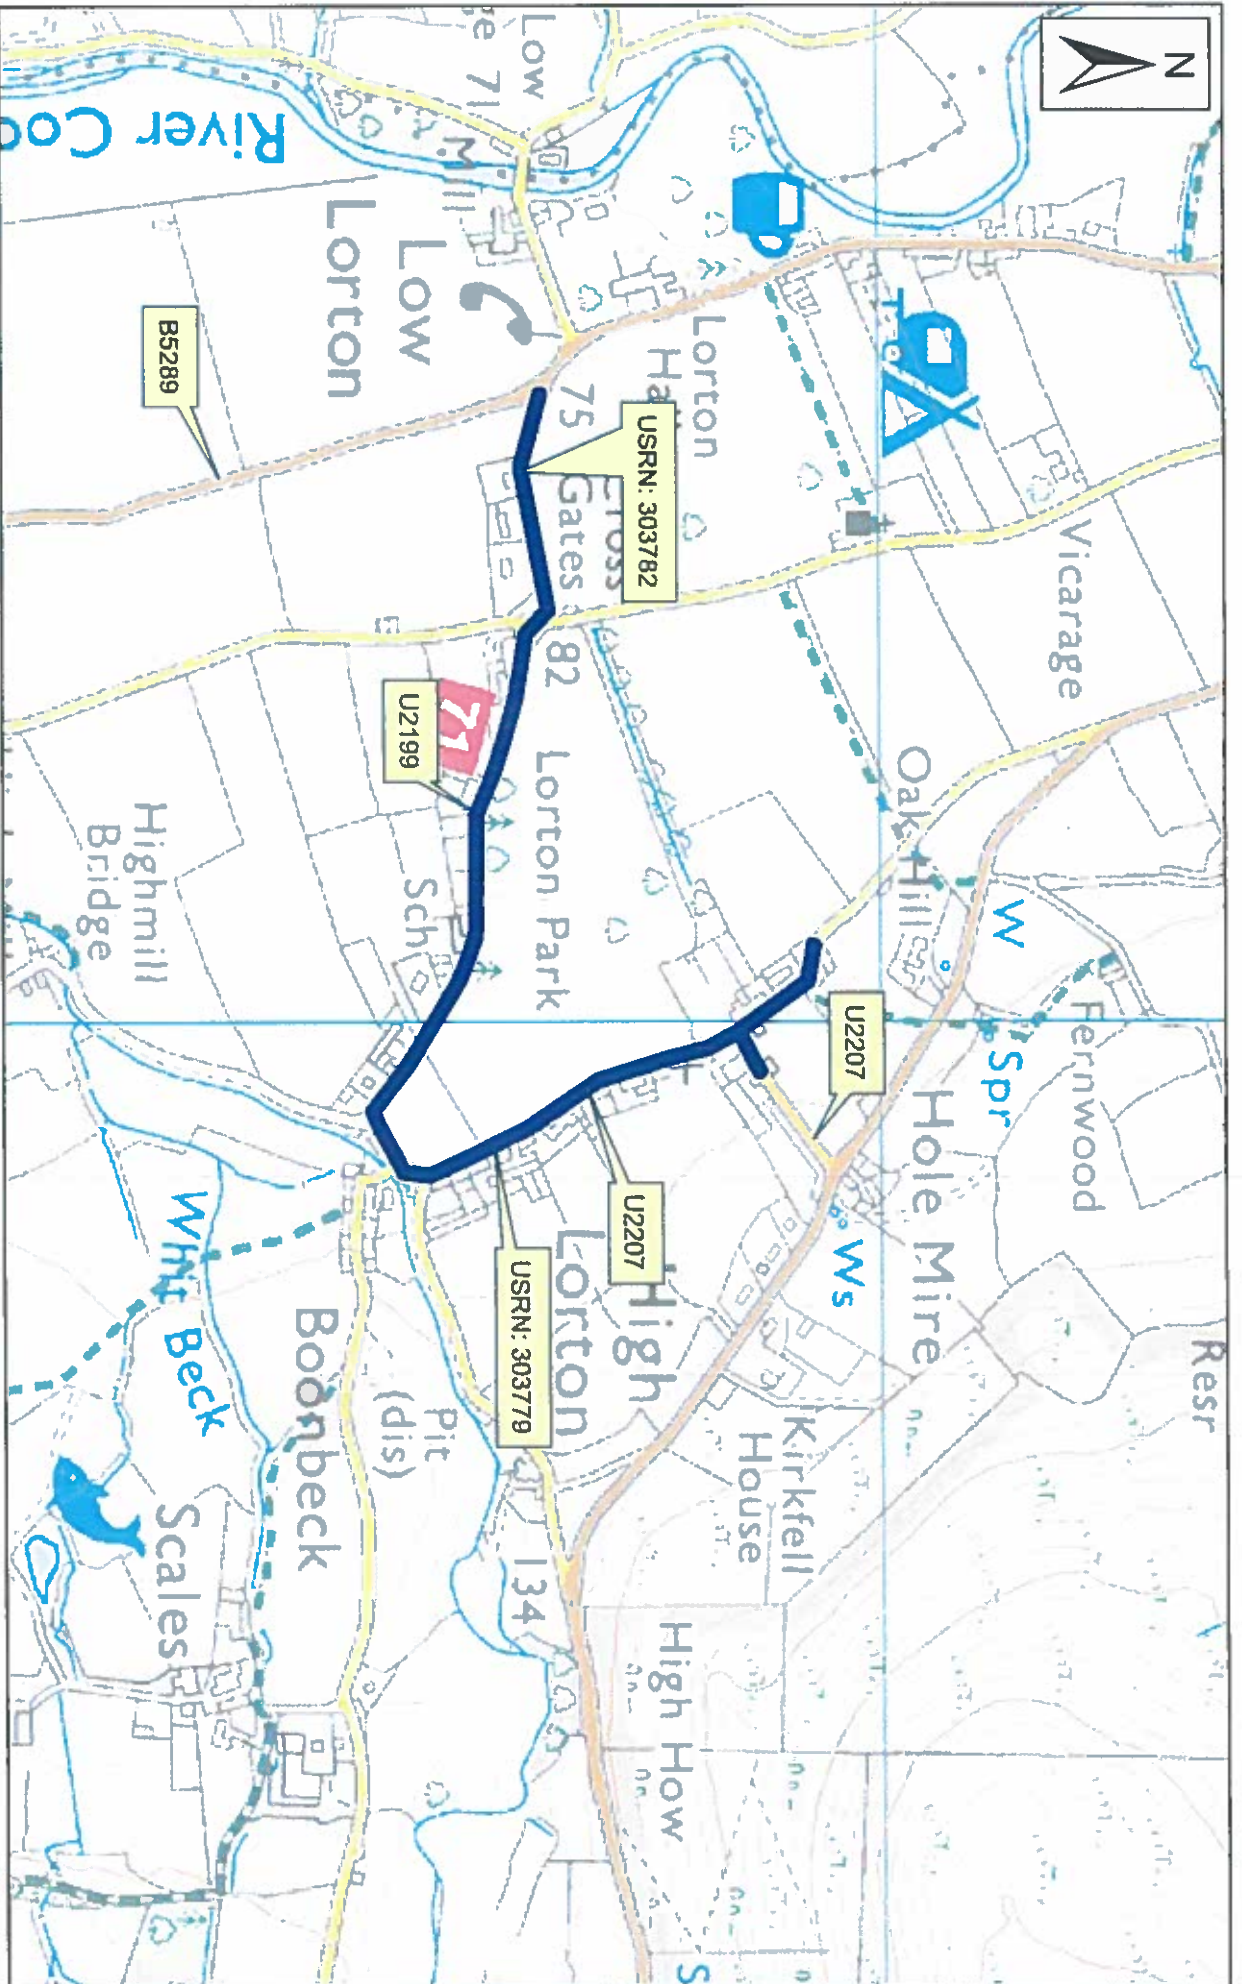 N
River Coc
Low
71
Mill
Low
Lorton
B5289
Lorton
75
USRN: 303782
Cross
Gates
82
Vicarage
71
U2199
Lorton Park
Sch
Highmill
Bridge
Oak Hill
W
Fernwood
Spr
U2207
Hole Mire
Ws
U2207
High
Lorton
USRN: 303779
Whit Beck
Boonbeck
Pit
(dis)
Kirkfell
House
Resr
Scales
134
High How
S